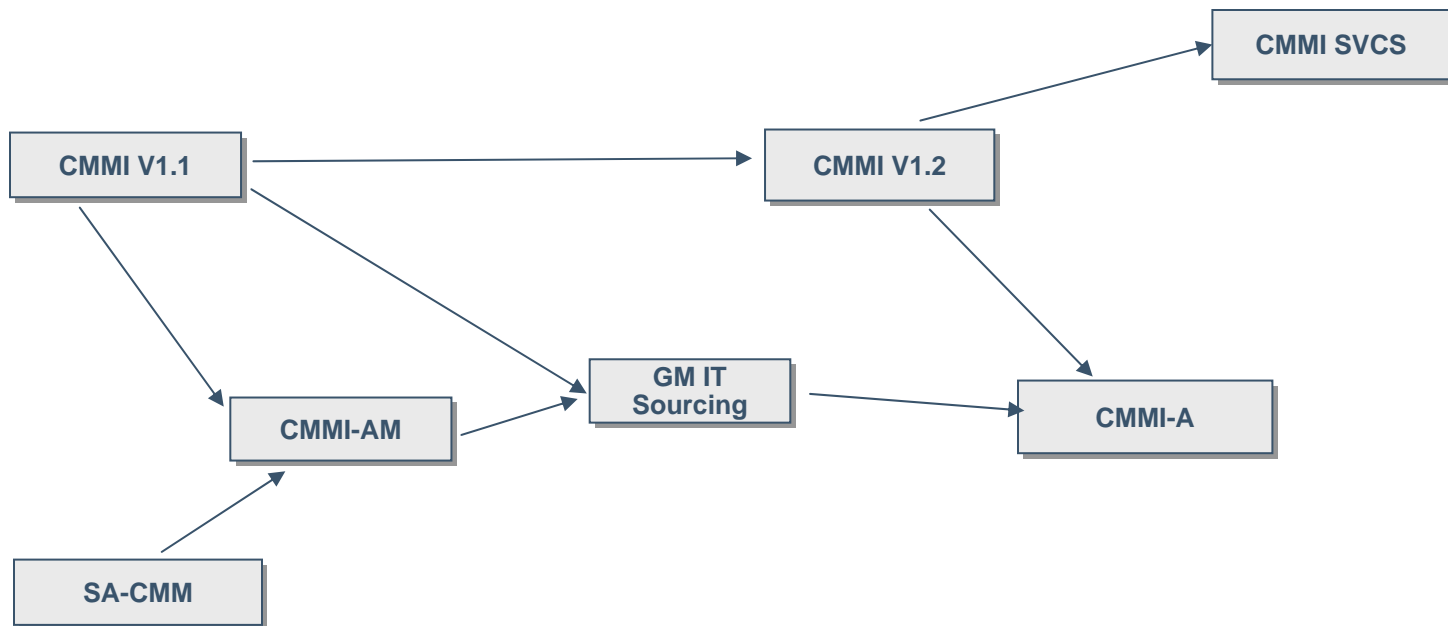 CMMI SVCS
CMMI V1.1
CMMI V1.2
GM IT
Sourcing
CMMI-A
CMMI-AM
SA-CMM